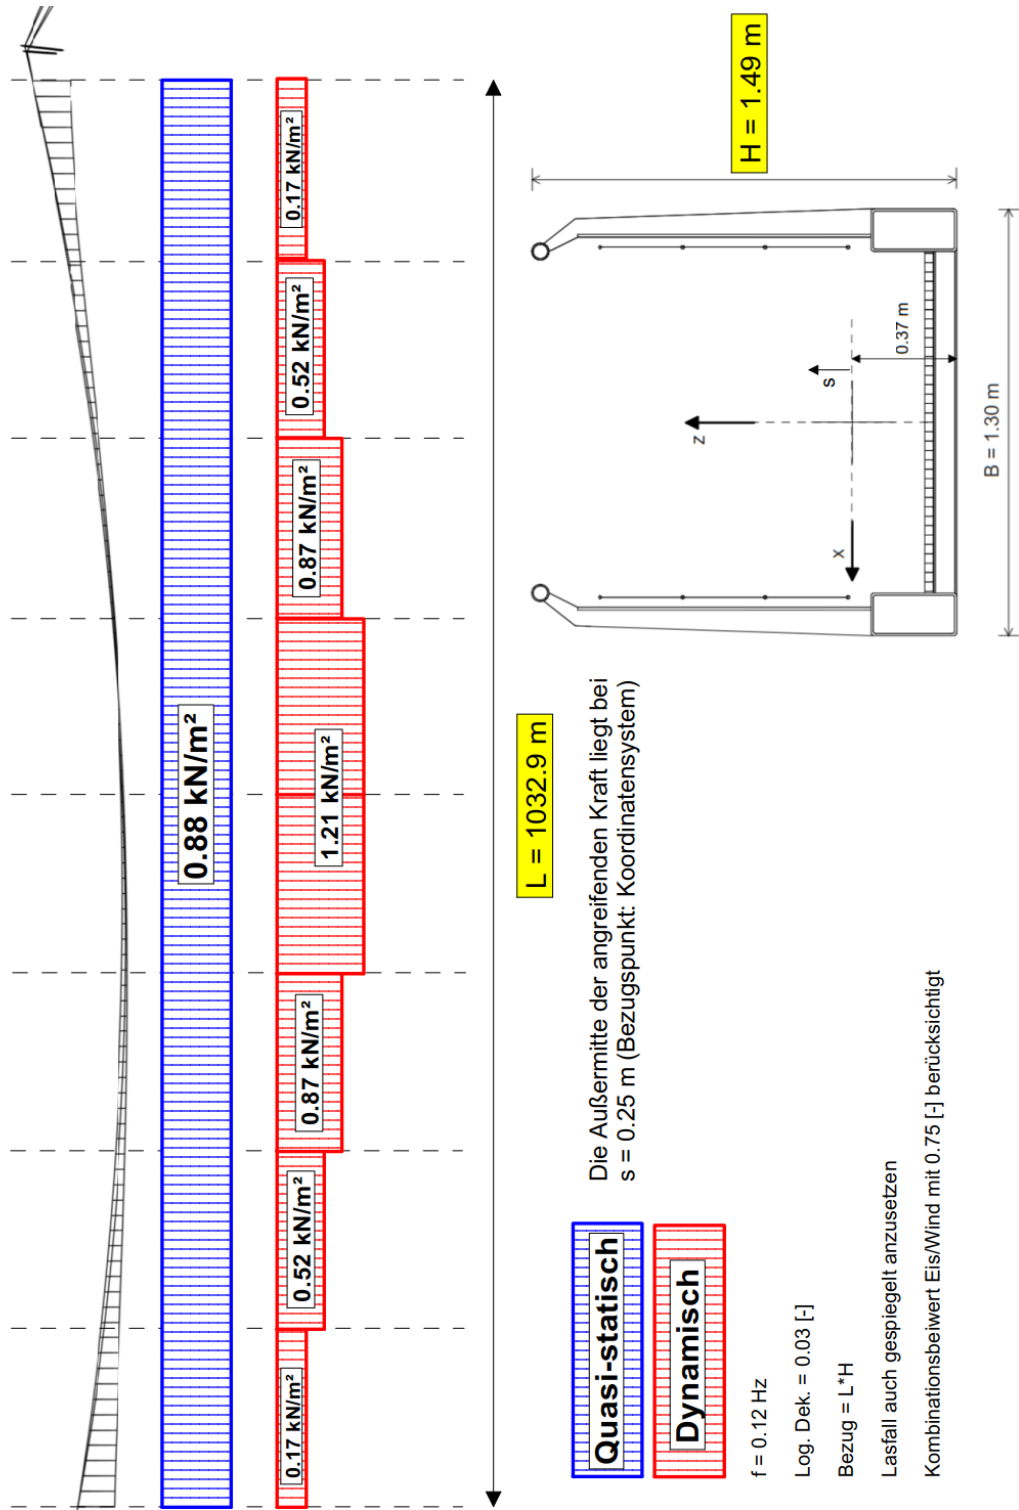 0.88 kN/m²
0.17 kN/m²
0.52 kN/m²
0.87 kN/m²
1.21 kN/m²
0.87 kN/m²
0.52 kN/m²
0.17 kN/m²
L = 1032.9 m
Quasi-statisch
Dynamisch
Die Außermitte der angreifenden Kraft liegt bei
s = 0.25 m (Bezugspunkt: Koordinatensystem)
f = 0.12 Hz
Log. Dek. = 0.03 [-]
Bezug = L*H
Lasfall auch gespiegelt anzusetzen
Kombinationsbeiwert Eis/Wind mit 0.75 [-] berücksichtigt
H = 1.49 m
z
s
x
0.37 m
B = 1.30 m